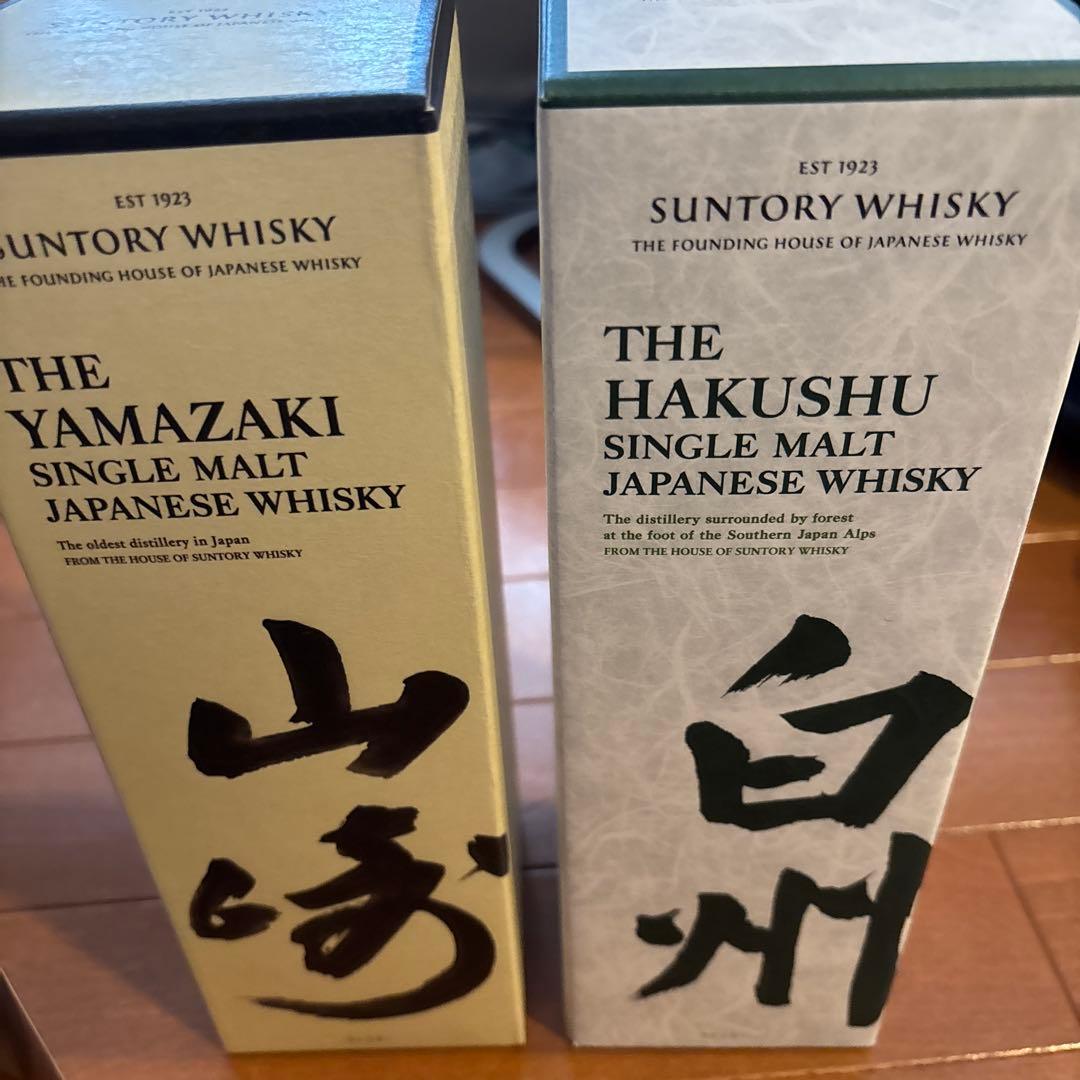 EST 1923
SUNTORY WHISKY
THE FOUNDING HOUSE OF JAPANESE WHISKY
THE
YAMAZAKI
SINGLE MALT
JAPANESE WHISKY
The oldest distillery in Japan
FROM THE HOUSE OF SUNTORY WHISKY
山
崎
EST 1923
SUNTORY WHISKY
THE FOUNDING HOUSE OF JAPANESE WHISKY
THE
HAKUSHU
SINGLE MALT
JAPANESE WHISKY
The distillery surrounded by forest
at the foot of the Southern Japan Alps
FROM THE HOUSE OF SUNTORY WHISKY
白
州